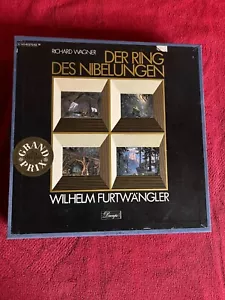 RICHARD WAGNER
DER RING
DES NIBELUNGEN
GRAND
PRIX
WILHELM FURTWÄNGLER